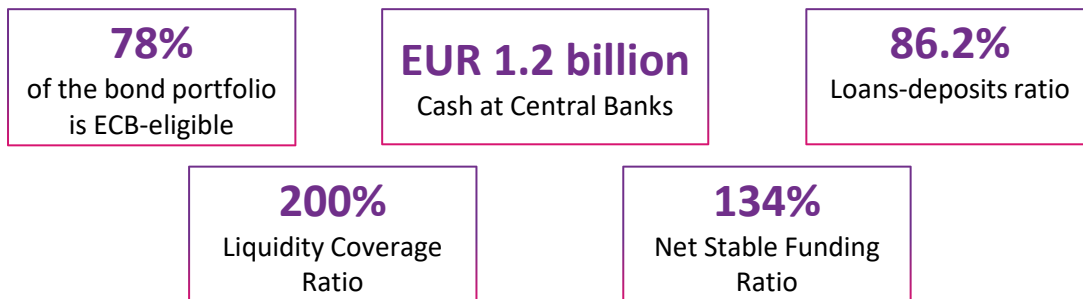 78%
of the bond portfolio
is ECB-eligible
EUR 1.2 billion
Cash at Central Banks
86.2%
Loans-deposits ratio
200%
Liquidity Coverage
Ratio
134%
Net Stable Funding
Ratio